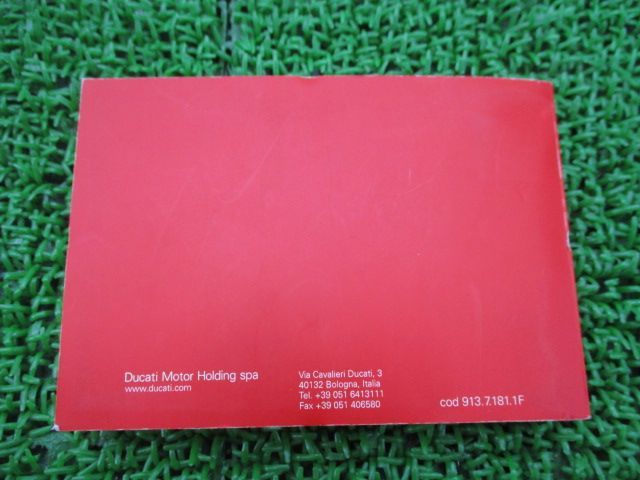 Ducati Motor Holding spa
www.ducati.com
Via Cavalieri Ducati, 3
40132 Bologna, Italia
Tel. +39 051 6413111
Fax +39 051 406580
cod 913.7.181.1F